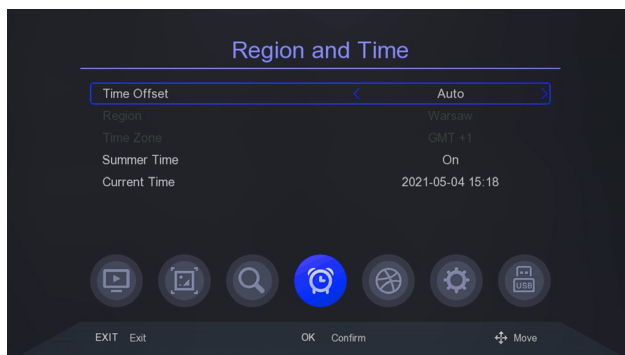 Region and Time
Time Offset Auto
Region Warsaw
Time Zone GMT +1
Summer Time On
Current Time 2021-05-04 15:18
USB
EXIT Exit OK Confirm Move